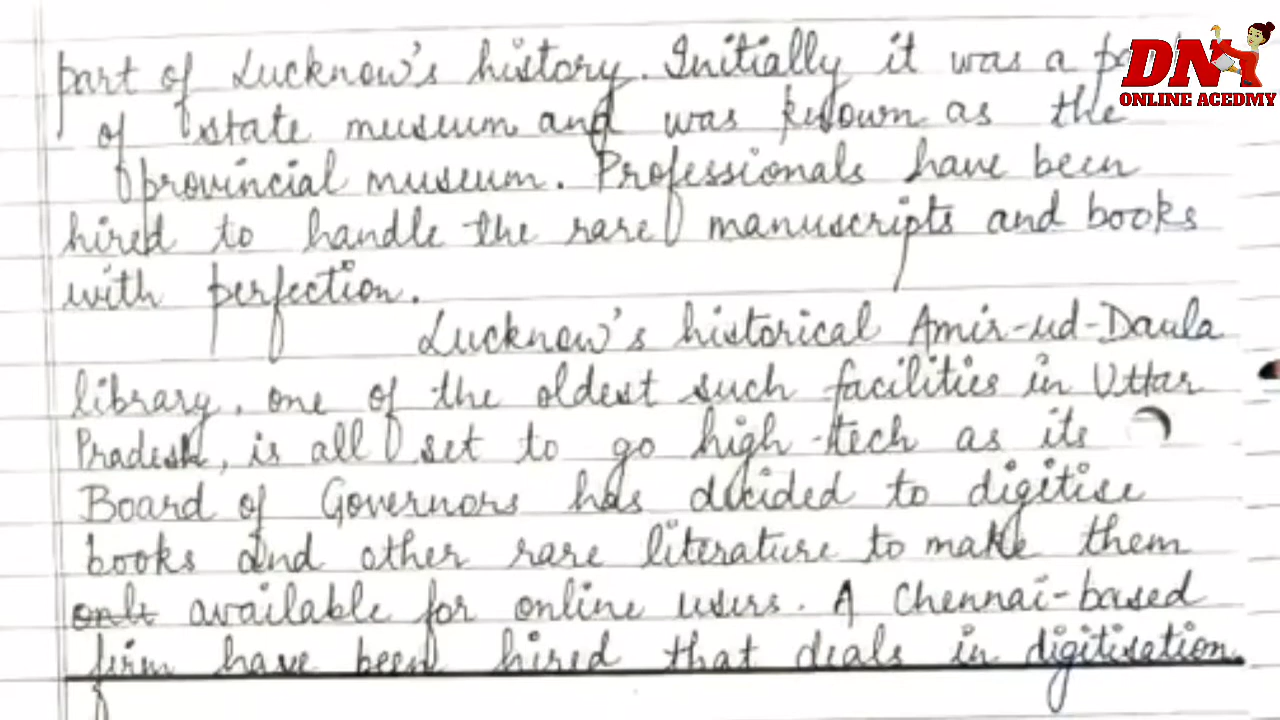 part of Lucknow's history. Initially it was a
of state museum and was known as the
provincial museum. Professionals have been
hired to handle the rare manuscripts and books
with perfection.
Lucknow's historical Amir-ud-Daula
library, one of the oldest such facilities in Uttar
Pradesh, is all set to go high-tech as its
Board of Governors has decided to digitise
books and other rare literature to make them
available for online users. A Chennai-based
firm have been hired that deals in digitisation
DN
ONLINE ACEDMY